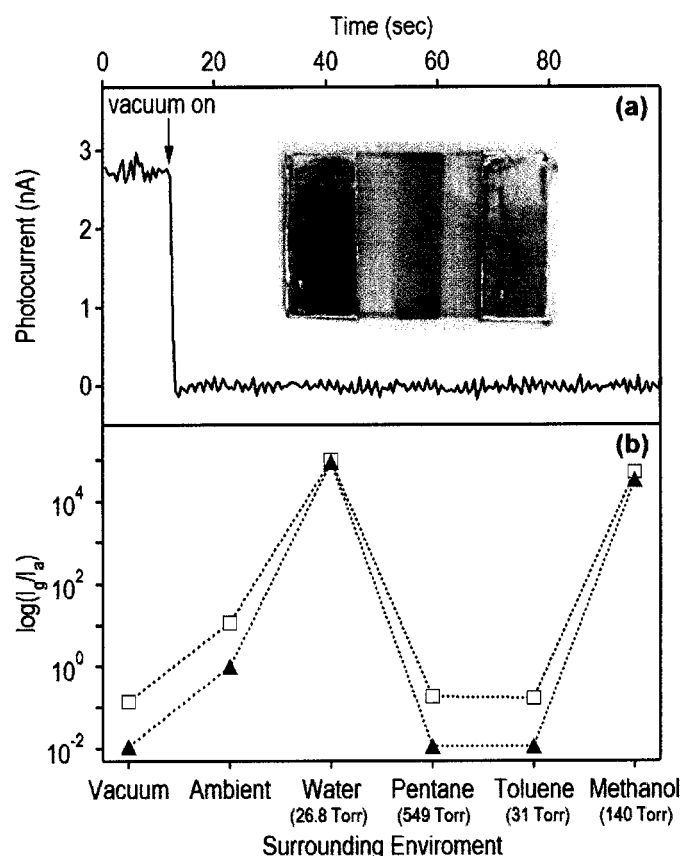 Time (sec)
0 20 40 60 80
vacuum on
(a)
Photocurrent (nA)
3
2
1
0
(b)
log(I_g/I_a)
10^4
10^2
10^0
10^-2
Vacuum Ambient Water Pentane Toluene Methanol
(26.8 Torr) (549 Torr) (31 Torr) (140 Torr)
Surrounding Enviroment